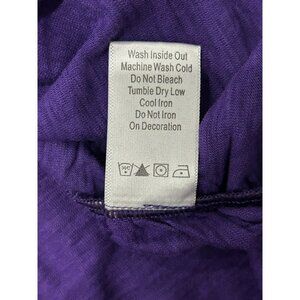 Wash Inside Out
Machine Wash Cold
Do Not Bleach
Tumble Dry Low
Cool Iron
Do Not Iron
On Decoration